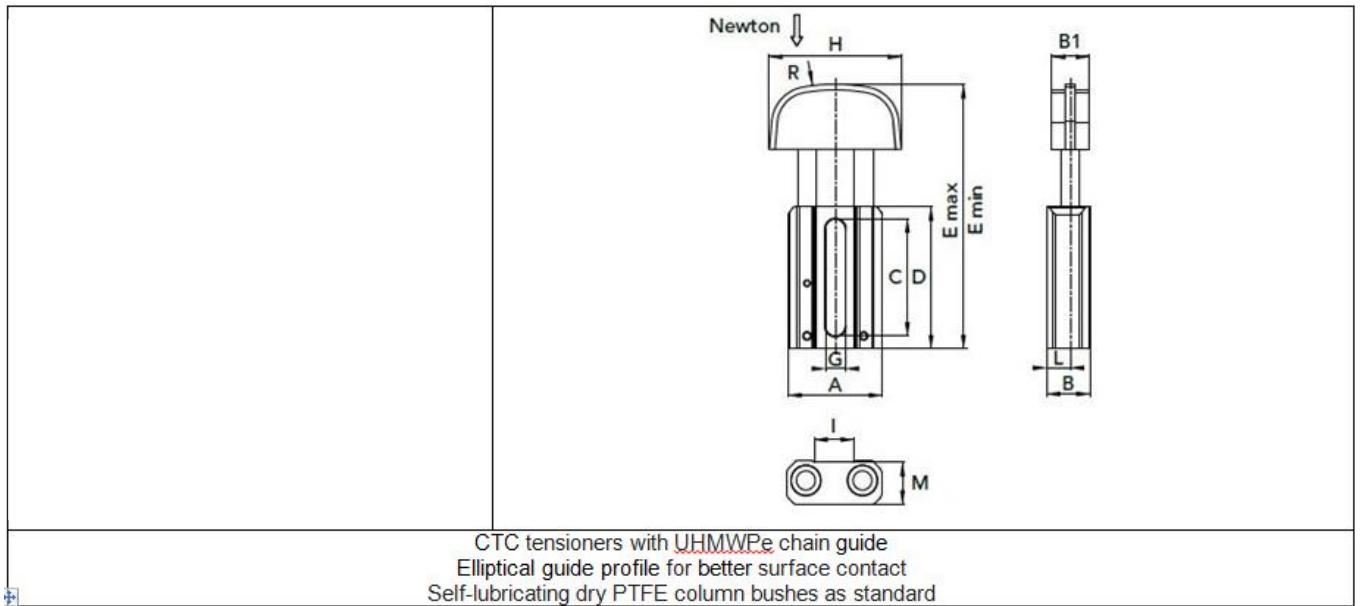 Newton
H
B1
R
E max
E min
C
D
G
A
L
B
I
M
CTC tensioners with UHMWPe chain guide
Elliptical guide profile for better surface contact
Self-lubricating dry PTFE column bushes as standard